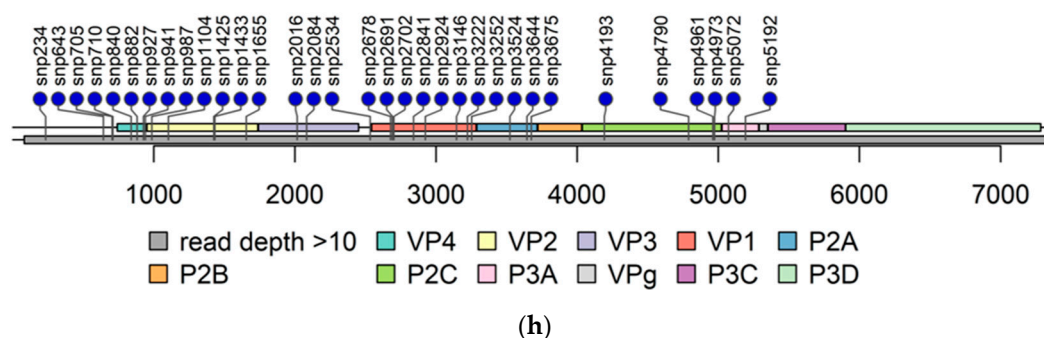 snp234
snp643
snp705
snp710
snp840
snp882
snp927
snp941
snp987
snp1104
snp1425
snp1433
snp1655
snp2016
snp2084
snp2534
snp2678
snp2691
snp2702
snp2841
snp2924
snp3146
snp3222
snp3252
snp3524
snp3644
snp3675
snp4193
snp4790
snp4961
snp4973
snp5072
snp5192
1000 2000 3000 4000 5000 6000 7000
read depth >10 VP4 VP2 VP3 VP1 P2A
P2B P2C P3A VPg P3C P3D
(h)